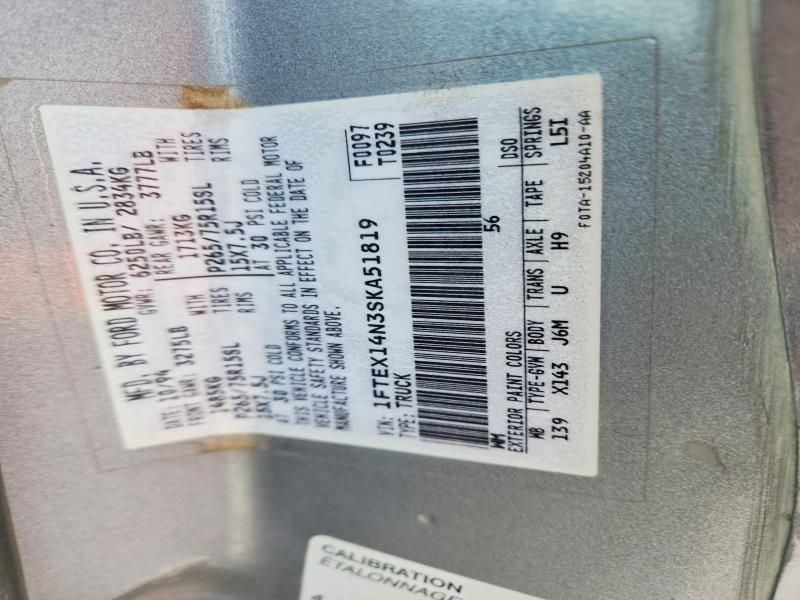 MFD. BY FORD MOTOR CO. IN U.S.A.
DATE: 10/94 GVWR: 6250LB/ 2834KG
FRONT GAWR: 3275LB REAR GAWR: 3777LB
1485KG WITH 1713KG WITH
P265/75R15SL TIRES P265/75R15SL TIRES
15X7.5J RIMS 15X7.5J RIMS
AT 30 PSI COLD AT 30 PSI COLD
THIS VEHICLE CONFORMS TO ALL APPLICABLE FEDERAL MOTOR
VEHICLE SAFETY STANDARDS IN EFFECT ON THE DATE OF
MANUFACTURE SHOWN ABOVE.
VIN: 1FTEX14N3SKA51819
TYPE: TRUCK
F0097
T0239
56
WM
EXTERIOR PAINT COLORS DSO
WB TYPE-GVW BODY TRANS AXLE TAPE SPRINGS
139 X143 J6M U H9 L5I
F0TA-15204A10-AA
CALIBRATION
ETALONNAGE